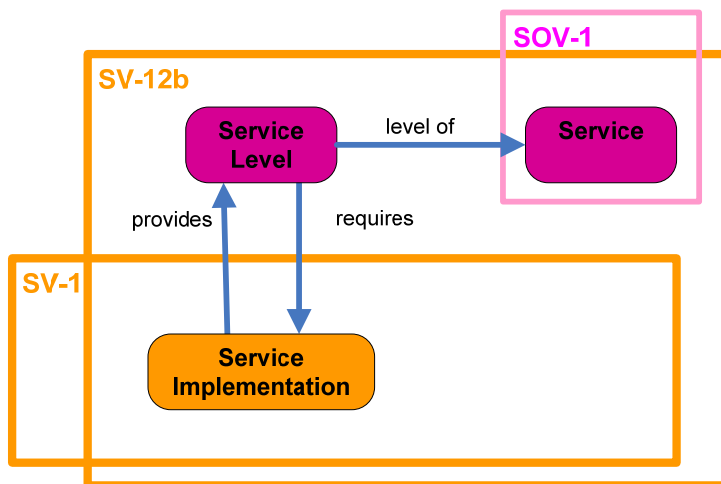 SOV-1
SV-12b
Service
Level
level of
Service
provides
requires
SV-1
Service
Implementation